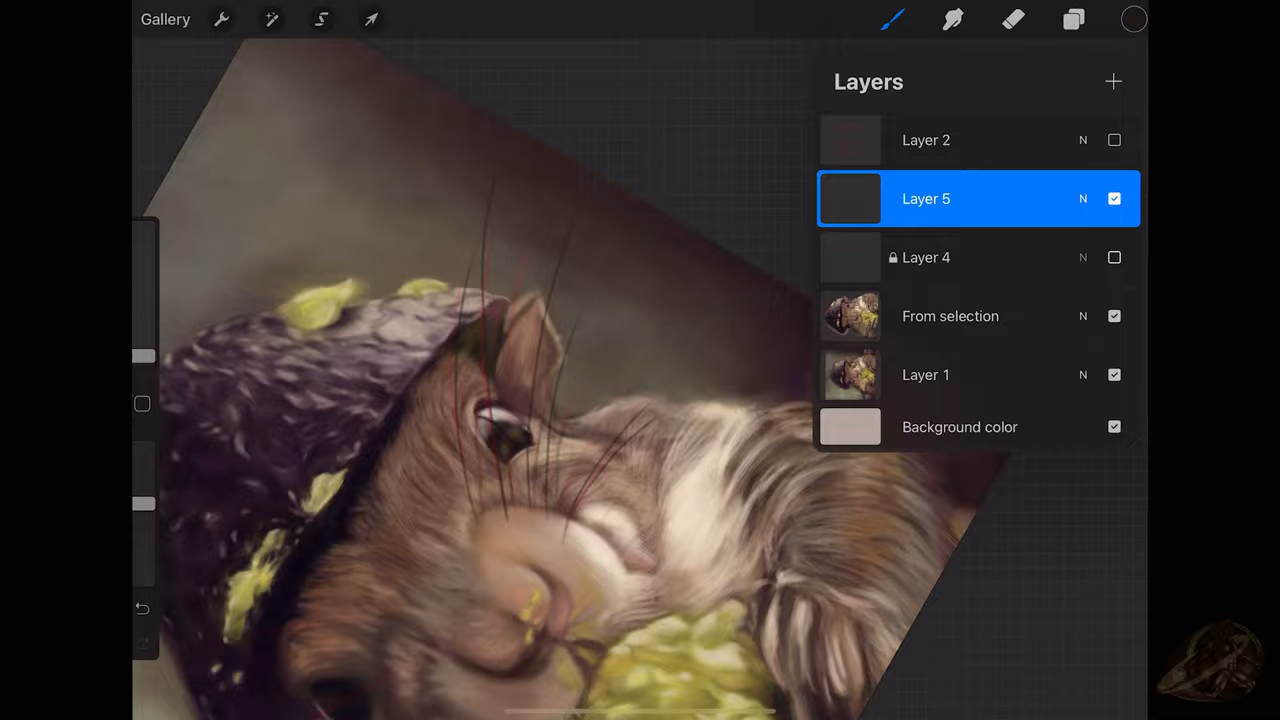 Gallery
Layers
Layer 2 N
Layer 5 N
Layer 4 N
From selection N
Layer 1 N
Background color